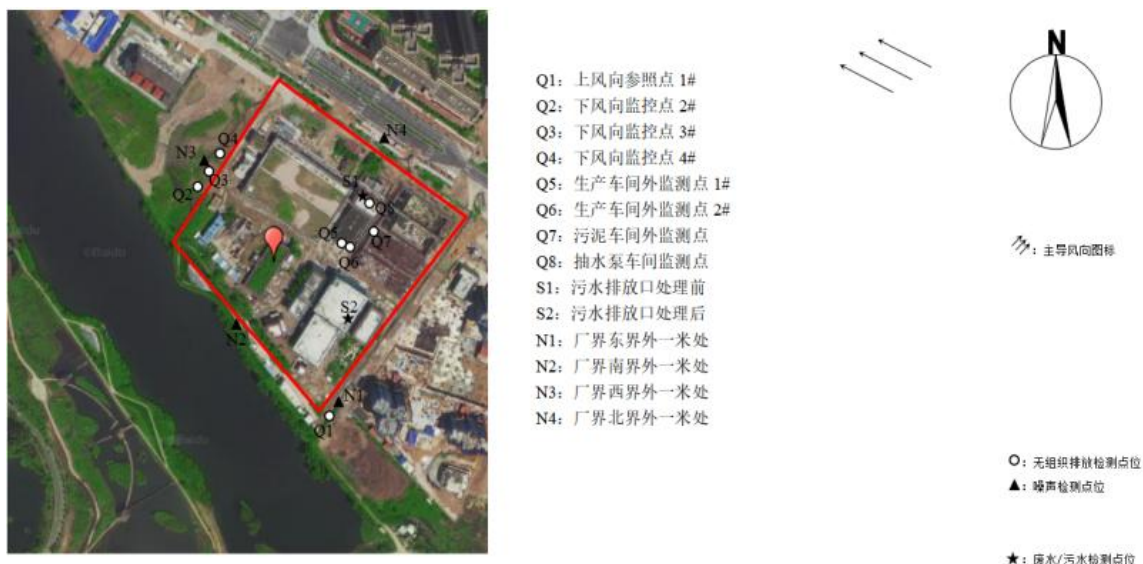 N4
Q4
N3
Q3
Q2
S1
Q7
Q5
Q6
S2
N2
N1
Q1
Q1：上风向参照点 1#
Q2：下风向监控点 2#
Q3：下风向监控点 3#
Q4：下风向监控点 4#
Q5：生产车间外监测点 1#
Q6：生产车间外监测点 2#
Q7：污泥车间外监测点
Q8：抽水泵车间监测点
S1：污水排放口处理前
S2：污水排放口处理后
N1：厂界东界外一米处
N2：厂界南界外一米处
N3：厂界西界外一米处
N4：厂界北界外一米处
N
：主导风向图标
：无组织排放检测点位
：噪声检测点位
：废水/污水检测点位